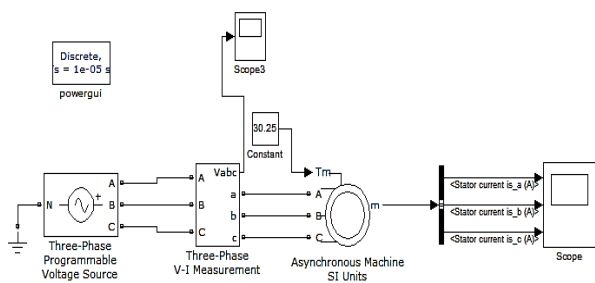 Discrete,
's = 1e-05 s
powergui
Scope3
30.25
Constant
Vabc
Tm
N
A
B
C
A
B
C
a
b
c
A
B
C
m
<Stator current is_a (A)>
<Stator current is_b (A)>
<Stator current is_c (A)>
Scope
Three-Phase
Programmable
Voltage Source
Three-Phase
V-I Measurement
Asynchronous Machine
SI Units